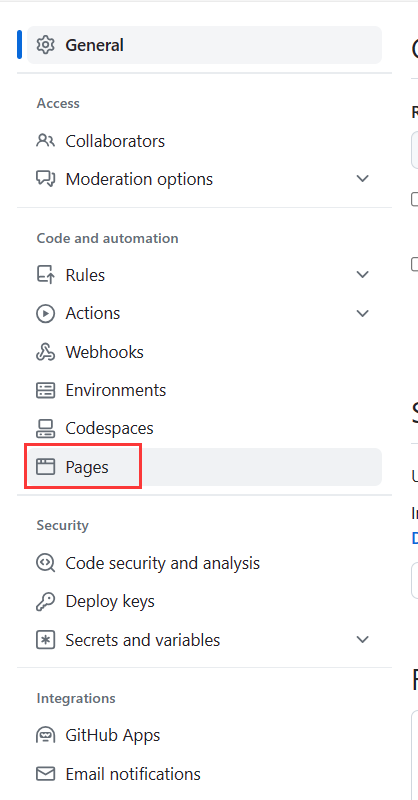 General
Access
Collaborators
Moderation options
Code and automation
Rules
Actions
Webhooks
Environments
Codespaces
Pages
Security
Code security and analysis
Deploy keys
Secrets and variables
Integrations
GitHub Apps
Email notifications